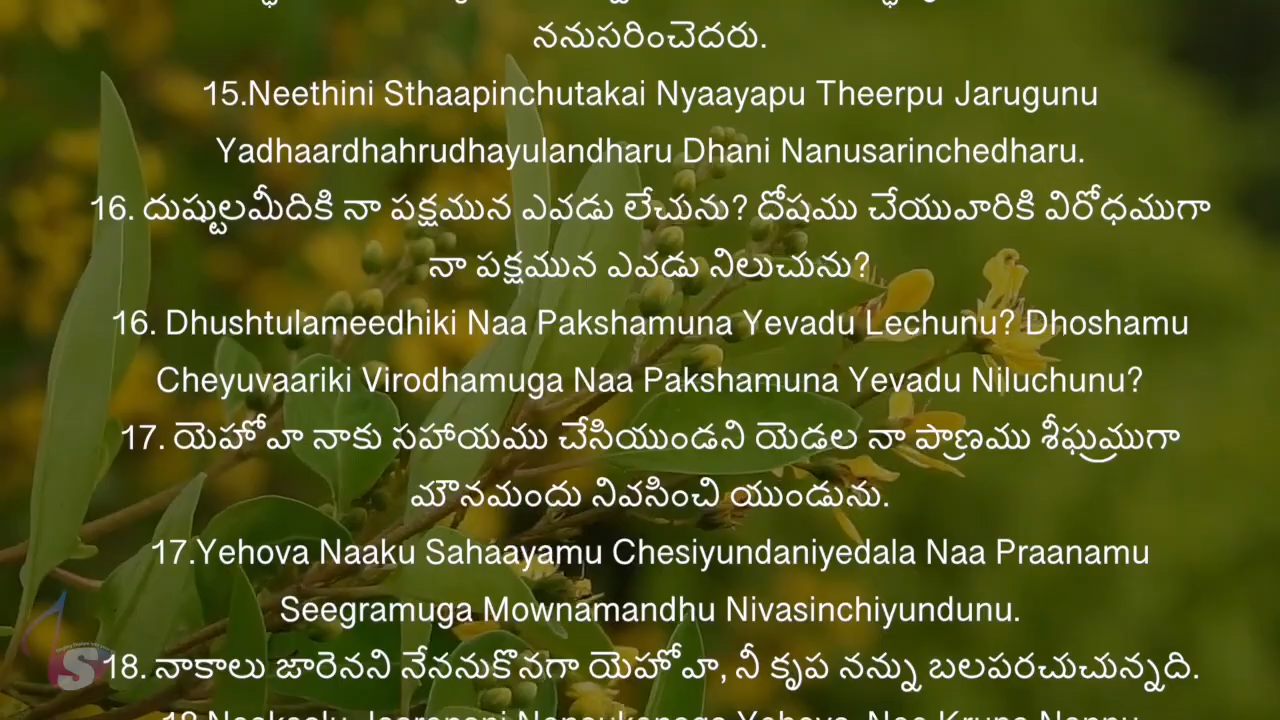 ననుసరించెదరు.
15.Neethini Sthaapinchutakai Nyaayapu Theerpu Jarugunu
Yadhaardhahrudhayulandharu Dhani Nanusarinchedharu.
16. దుష్టులమీదికి నా పక్షమున ఎవడు లేచును? దోషము చేయువారికి విరోధముగా
నా పక్షమున ఎవడు నిలుచును?
16. Dhushtulameedhiki Naa Pakshamuna Yevadu Lechunu? Dhoshamu
Cheyuvaariki Virodhamuga Naa Pakshamuna Yevadu Niluchunu?
17. యెహోవా నాకు సహాయము చేసియుండని యెడల నా ప్రాణము శీఘ్రముగా
మౌనమందు నివసించి యుండును.
17.Yehova Naaku Sahaayamu Chesiyundaniyedala Naa Praanamu
Seegramuga Mownamandhu Nivasinchiyundunu.
18. నాకాలు జారెనని నేననుకొనగా యెహోవా, నీ కృప నన్ను బలపరచుచున్నది.